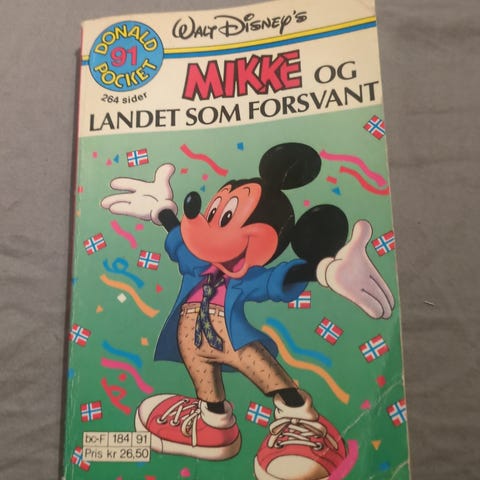 DONALD
91
POCKET
264 sider
WALT DISNEY'S
MIKKE OG
LANDET SOM FORSVANT
bc-F 184 91
Pris kr 26,50